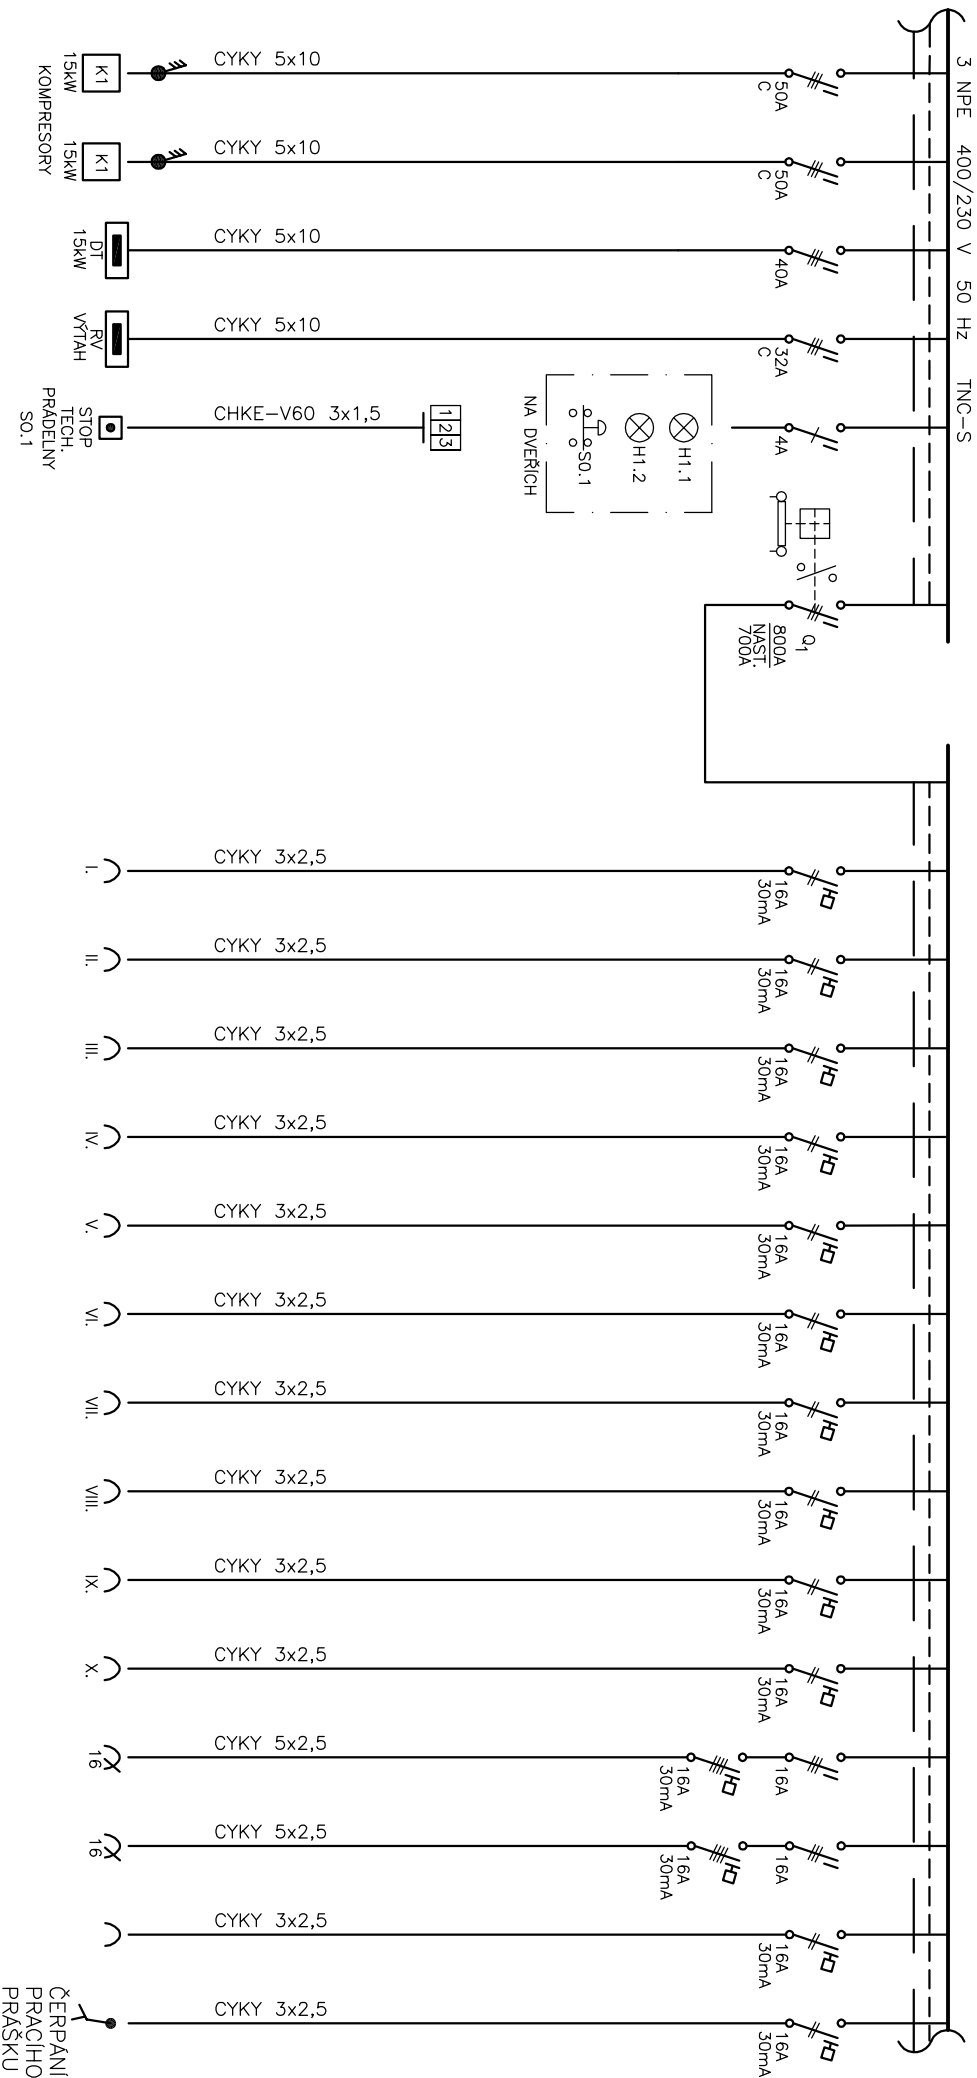 3 NPE 400/230 V 50 Hz TNC-S
CYKY 5x10
50A
C
K1
15kW
CYKY 5x10
50A
C
K1
15kW
KOMPRESORY
CYKY 5x10
40A
DT
15kW
CYKY 5x10
32A
C
RV
VÝTAH
CHKE-V60 3x1,5
1 2 3
4A
STOP
TECH.
PRÁDELNY
S0.1
H1.1
H1.2
S0.1
NA DVEŘÍCH
Q1
800A
NAST.
700A
CYKY 3x2,5
16A
30mA
I.
CYKY 3x2,5
16A
30mA
II.
CYKY 3x2,5
16A
30mA
III.
CYKY 3x2,5
16A
30mA
IV.
CYKY 3x2,5
16A
30mA
V.
CYKY 3x2,5
16A
30mA
VI.
CYKY 3x2,5
16A
30mA
VII.
CYKY 3x2,5
16A
30mA
VIII.
CYKY 3x2,5
16A
30mA
IX.
CYKY 3x2,5
16A
30mA
X.
CYKY 5x2,5
16A
16A
30mA
16
CYKY 5x2,5
16A
16A
30mA
16
CYKY 3x2,5
16A
30mA
CYKY 3x2,5
16A
30mA
ČERPÁNÍ
PRACÍHO
PRÁŠKU